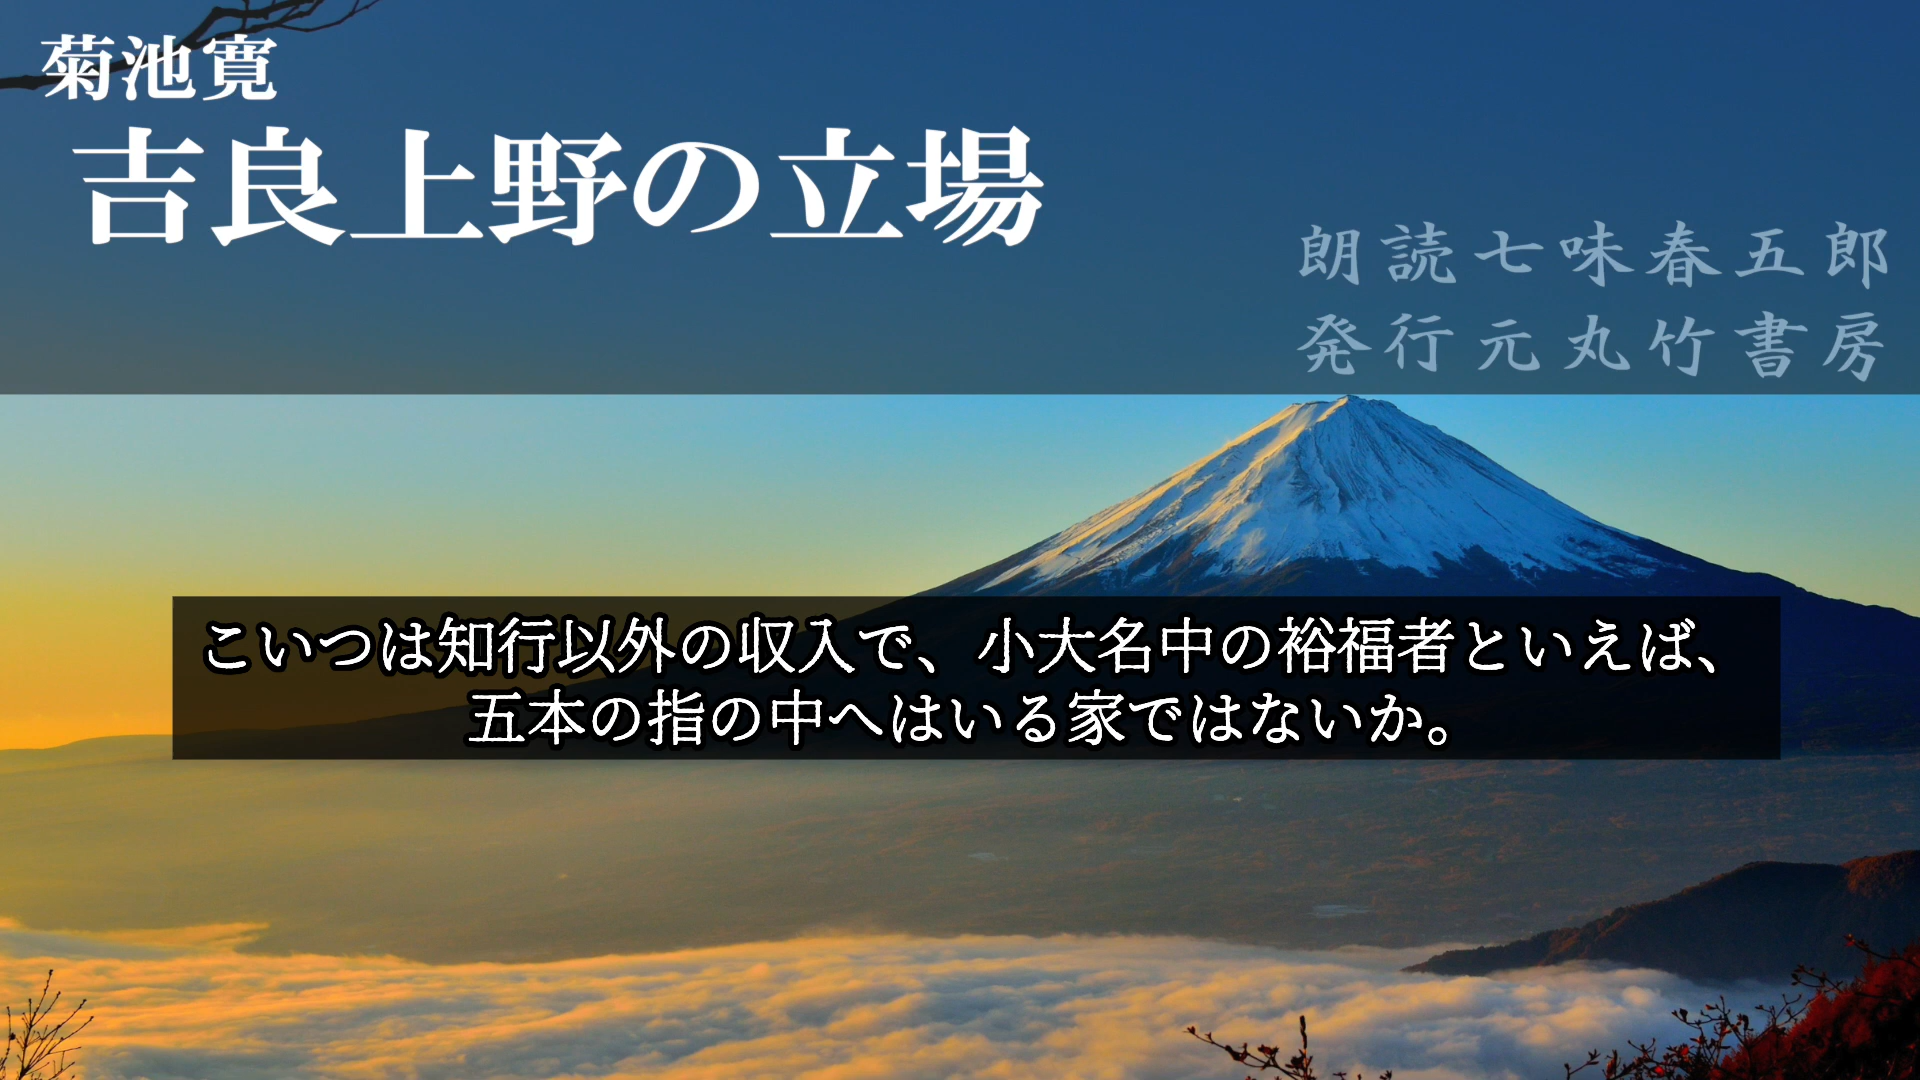 菊池寛
吉良上野の立場
朗読七味春五郎
発行元丸竹書房
こいつは知行以外の収入で、小大名中の裕福者といえば、
五本の指の中へはいる家ではないか。